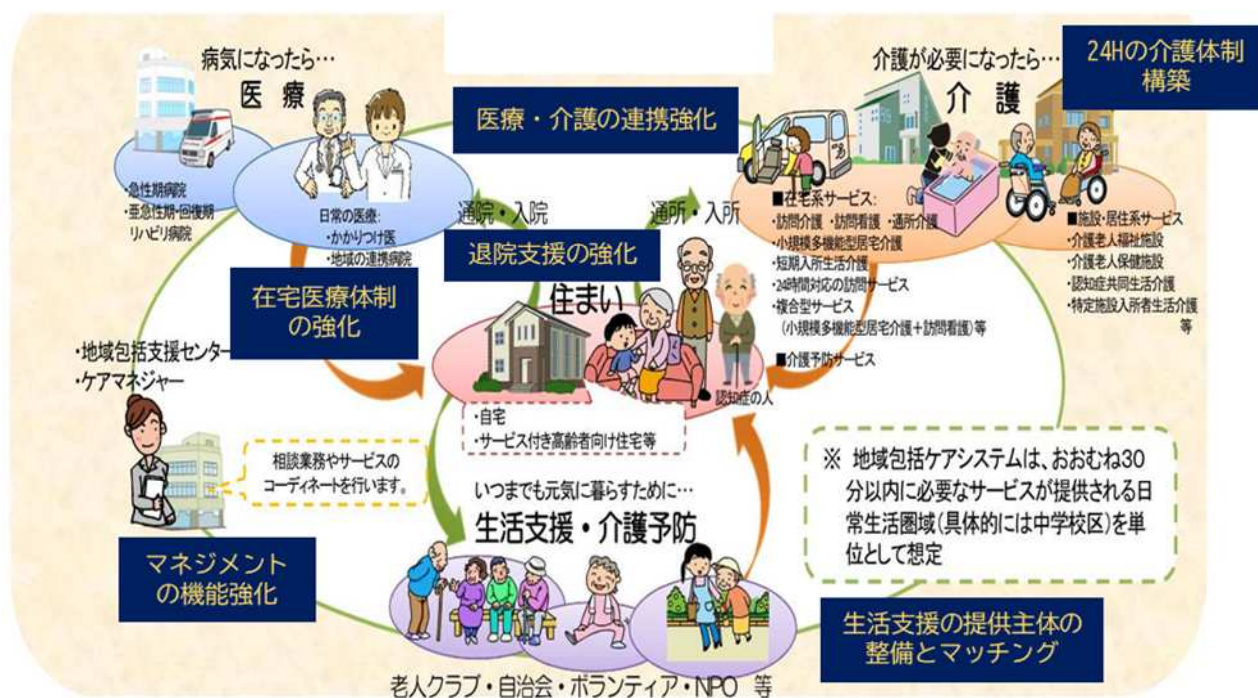 病気になったら…
医 療
・急性期病院
・亜急性期・回復期
リハビリ病院
日常の医療:
・かかりつけ医
・地域の連携病院
医療・介護の連携強化
通院・入院
通所・入所
介護が必要になったら…
介 護
24Hの介護体制
構築
■在宅系サービス:
・訪問介護 ・訪問看護 ・通所介護
・小規模多機能型居宅介護
・短期入所生活介護
・24時間対応の訪問サービス
・複合型サービス
(小規模多機能型居宅介護+訪問看護)等
■介護予防サービス
■施設・居住系サービス
・介護老人福祉施設
・介護老人保健施設
・認知症共同生活介護
・特定施設入所者生活介護
等
退院支援の強化
住まい
在宅医療体制
の強化
認知症の人
・自宅
・サービス付き高齢者向け住宅等
・地域包括支援センター
・ケアマネジャー
相談業務やサービスの
コーディネートを行います。
マネジメント
の機能強化
いつまでも元気に暮らすために…
生活支援・介護予防
老人クラブ・自治会・ボランティア・NPO 等
※ 地域包括ケアシステムは、おおむね30
分以内に必要なサービスが提供される日
常生活圏域(具体的には中学校区)を単
位として想定
生活支援の提供主体の
整備とマッチング